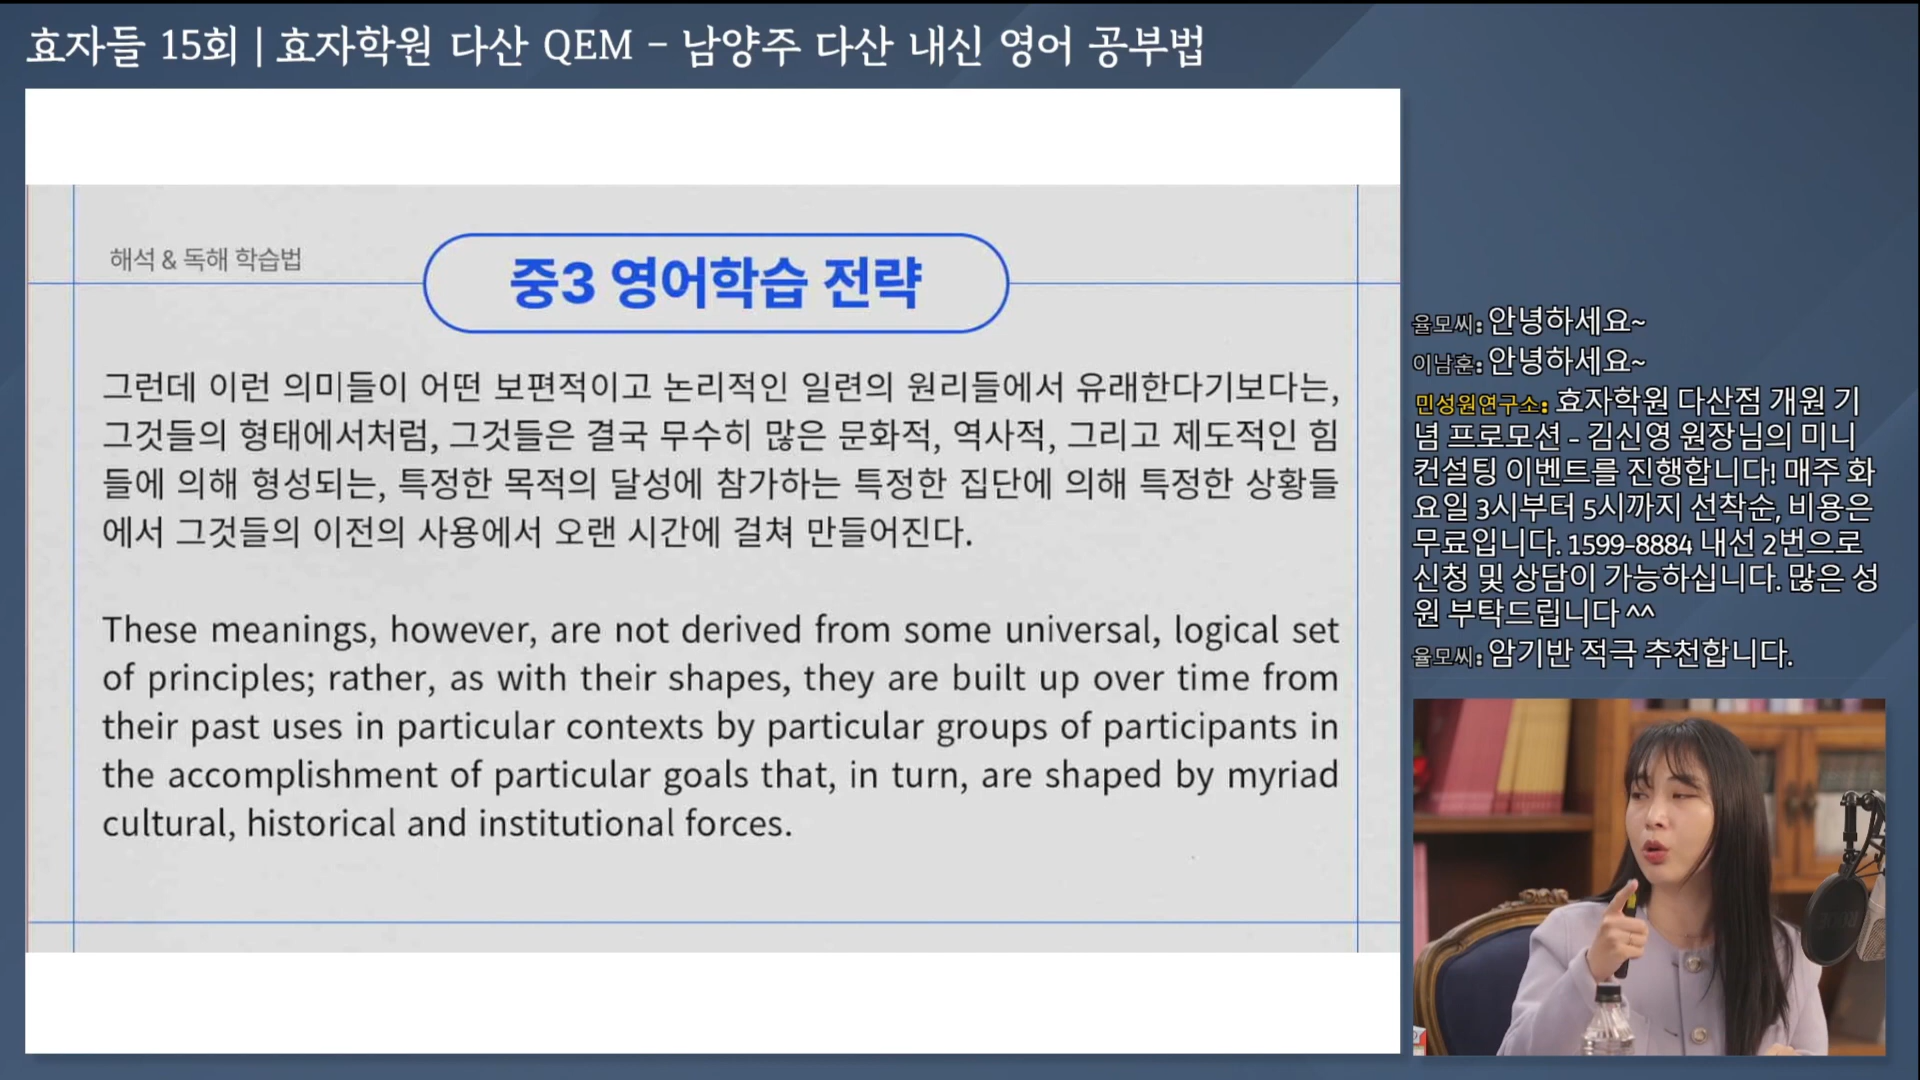 효자들 15회 | 효자학원 다산 QEM – 남양주 다산 내신 영어 공부법
해석 & 독해 학습법
중3 영어학습 전략
그런데 이런 의미들이 어떤 보편적이고 논리적인 일련의 원리들에서 유래한다기보다는,
그것들의 형태에서처럼, 그것들은 결국 무수히 많은 문화적, 역사적, 그리고 제도적인 힘
들에 의해 형성되는, 특정한 목적의 달성에 참가하는 특정한 집단에 의해 특정한 상황들
에서 그것들의 이전의 사용에서 오랜 시간에 걸쳐 만들어진다.
These meanings, however, are not derived from some universal, logical set
of principles; rather, as with their shapes, they are built up over time from
their past uses in particular contexts by particular groups of participants in
the accomplishment of particular goals that, in turn, are shaped by myriad
cultural, historical and institutional forces.
율모씨: 안녕하세요~
이남훈: 안녕하세요~
민성원연구소: 효자학원 다산점 개원 기
념 프로모션 - 김신영 원장님의 미니
컨설팅 이벤트를 진행합니다! 매주 화
요일 3시부터 5시까지 선착순, 비용은
무료입니다. 1599-8884 내선 2번으로
신청 및 상담이 가능하십니다. 많은 성
원 부탁드립니다 ^^
율모씨: 암기반 적극 추천합니다.